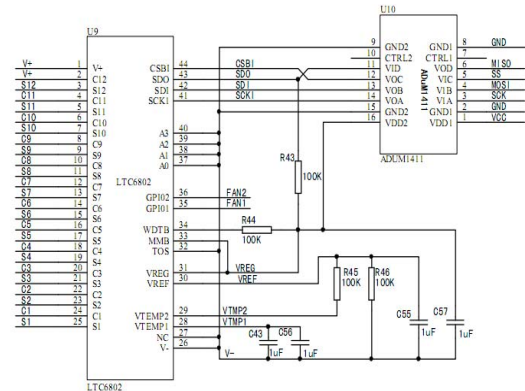 U9
U10
V+ 1 V+
V+ 2 C12
S12 3 S12
C11 4 C11
S11 5 S11
C10 6 C10
S10 7 S10
C9 8 C9
S9 9 S9
C8 10 C8
S8 11 S8
C7 12 C7
S7 13 S7
C6 14 C6
S6 15 S6
C5 16 C5
S5 17 S5
C4 18 C4
S4 19 S4
C3 20 C3
S3 21 S3
C2 22 C2
S2 23 S2
C1 24 C1
S1 25 S1
LTC6802
CSBI 44 CSBI
SDO 43 SDO
SDI 42 SDI
SCKI 41 SCKI
A3 40
A2 39
A1 38
A0 37
GPIO2 36 FAN2
GPIO1 35 FAN1
WDTB 34
MMB 33
TOS 32
VREG 31 VREG
VREF 30 VREF
VTEMP2 29 VTMP2
VTEMP1 28 VTMP1
NC 27
V- 26
V-
LTC6802
9 GND2 GND1 8 GND
10 CTRL2 CTRL1 7
11 VID VOD 6 MISO
12 VOC VIC 5 SS
13 VOB VIB 4 MOSI
14 VOA VIA 3 SCK
15 GND2 GND1 2 GND
16 VDD2 VDD1 1 VCC
ADuM1411
ADUM1411
R43
100K
R44
100K
R45
100K
R46
100K
C43
1uF
C56
1uF
C55
1uF
C57
1uF